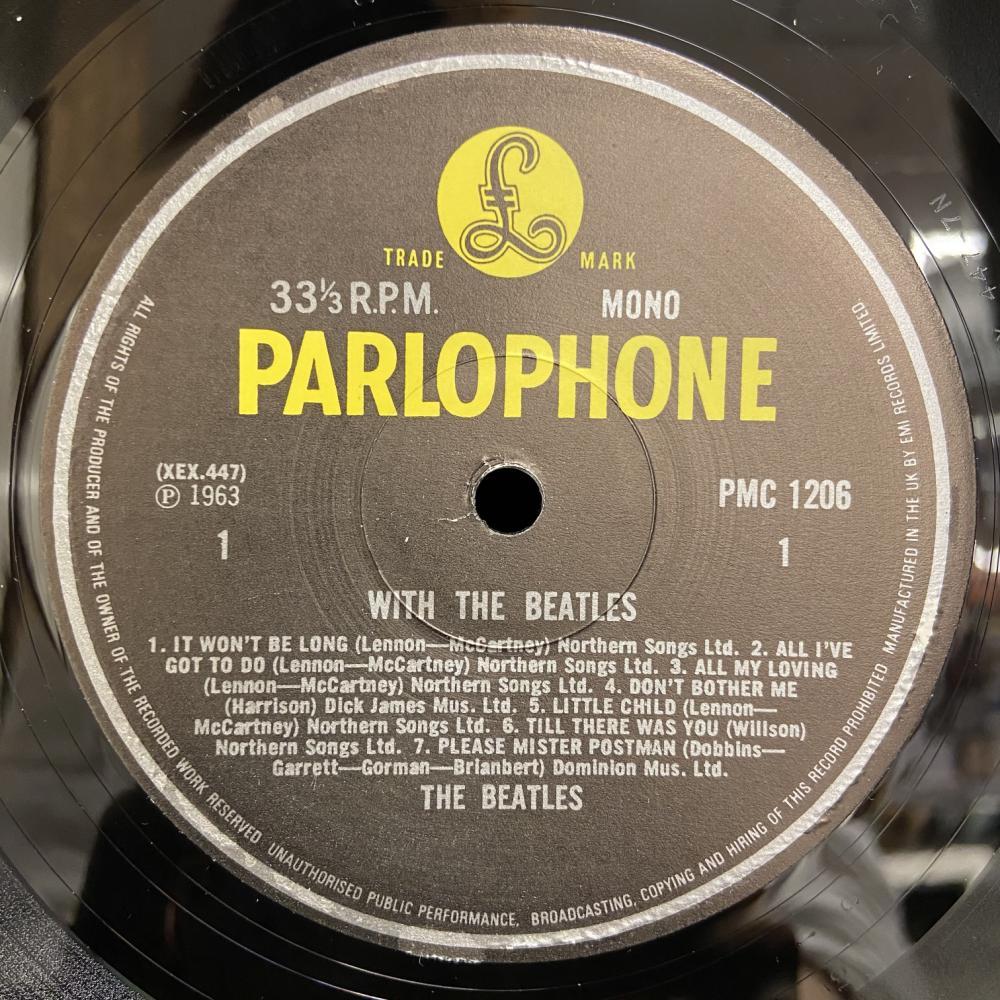 £
TRADE MARK
33⅓ R.P.M. MONO
PARLOPHONE
(XEX.447)
Ⓟ 1963 PMC 1206
1 1
WITH THE BEATLES
1. IT WON'T BE LONG (Lennon—McCartney) Northern Songs Ltd. 2. ALL I'VE
GOT TO DO (Lennon—McCartney) Northern Songs Ltd. 3. ALL MY LOVING
(Lennon—McCartney) Northern Songs Ltd. 4. DON'T BOTHER ME
(Harrison) Dick James Mus. Ltd. 5. LITTLE CHILD (Lennon—
McCartney) Northern Songs Ltd. 6. TILL THERE WAS YOU (Willson)
Northern Songs Ltd. 7. PLEASE MISTER POSTMAN (Dobbins—
Garrett—Gorman—Brianbert) Dominion Mus. Ltd.
THE BEATLES
ALL RIGHTS OF THE PRODUCER AND OF THE OWNER OF THE RECORDED WORK RESERVED UNAUTHORISED PUBLIC PERFORMANCE, BROADCASTING, COPYING AND HIRING OF THIS RECORD PROHIBITED MANUFACTURED IN THE UK BY EMI RECORDS LIMITED